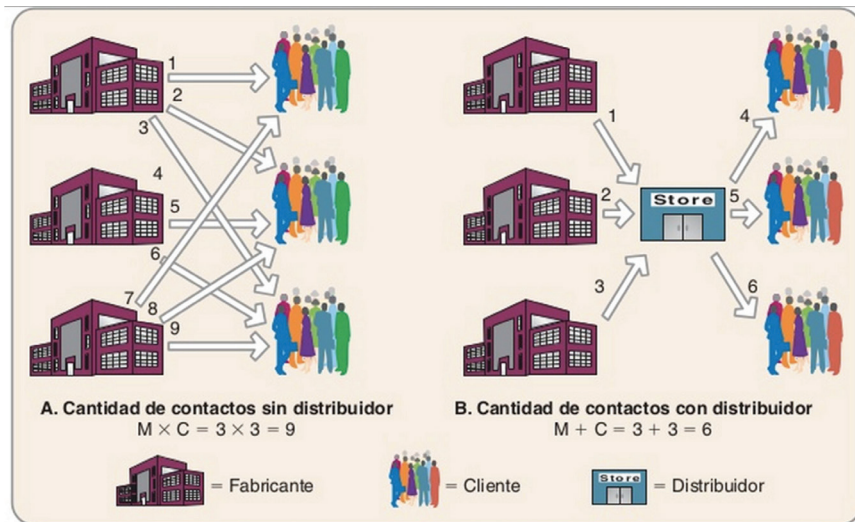 1
2
3
4
5
6
7
8
9
A. Cantidad de contactos sin distribuidor
M × C = 3 × 3 = 9
1
2
3
4
5
6
Store
B. Cantidad de contactos con distribuidor
M + C = 3 + 3 = 6
= Fabricante
= Cliente
Store
= Distribuidor